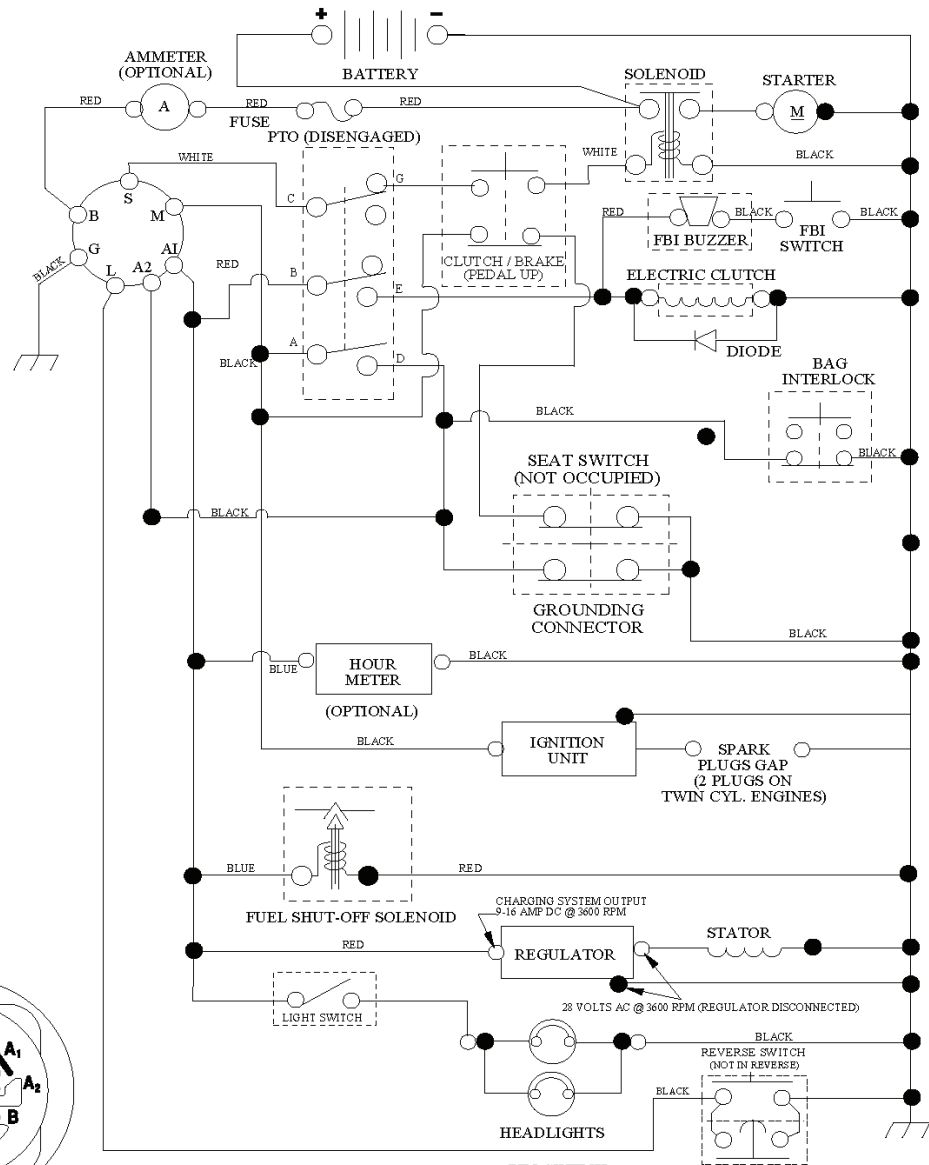 +
-
BATTERY
AMMETER
(OPTIONAL)
SOLENOID
STARTER
RED
A
RED
RED
FUSE
M
PTO (DISENGAGED)
WHITE
WHITE
BLACK
S
G
C
B
M
RED
BLACK
BLACK
FBI BUZZER
FBI
SWITCH
G
A1
CLUTCH / BRAKE
(PEDAL UP)
BLACK
L
A2
RED
B
ELECTRIC CLUTCH
E
DIODE
A
BLACK
D
BAG
INTERLOCK
BLACK
BLACK
SEAT SWITCH
(NOT OCCUPIED)
BLACK
GROUNDING
CONNECTOR
BLACK
BLUE
HOUR
METER
BLACK
(OPTIONAL)
BLACK
IGNITION
UNIT
SPARK
PLUGS GAP
(2 PLUGS ON
TWIN CYL. ENGINES)
BLUE
RED
FUEL SHUT-OFF SOLENOID
CHARGING SYSTEM OUTPUT
9-16 AMP DC @ 3600 RPM
RED
REGULATOR
STATOR
28 VOLTS AC @ 3600 RPM (REGULATOR DISCONNECTED)
LIGHT SWITCH
BLACK
REVERSE SWITCH
(NOT IN REVERSE)
A1
A2
B
BLACK
HEADLIGHTS